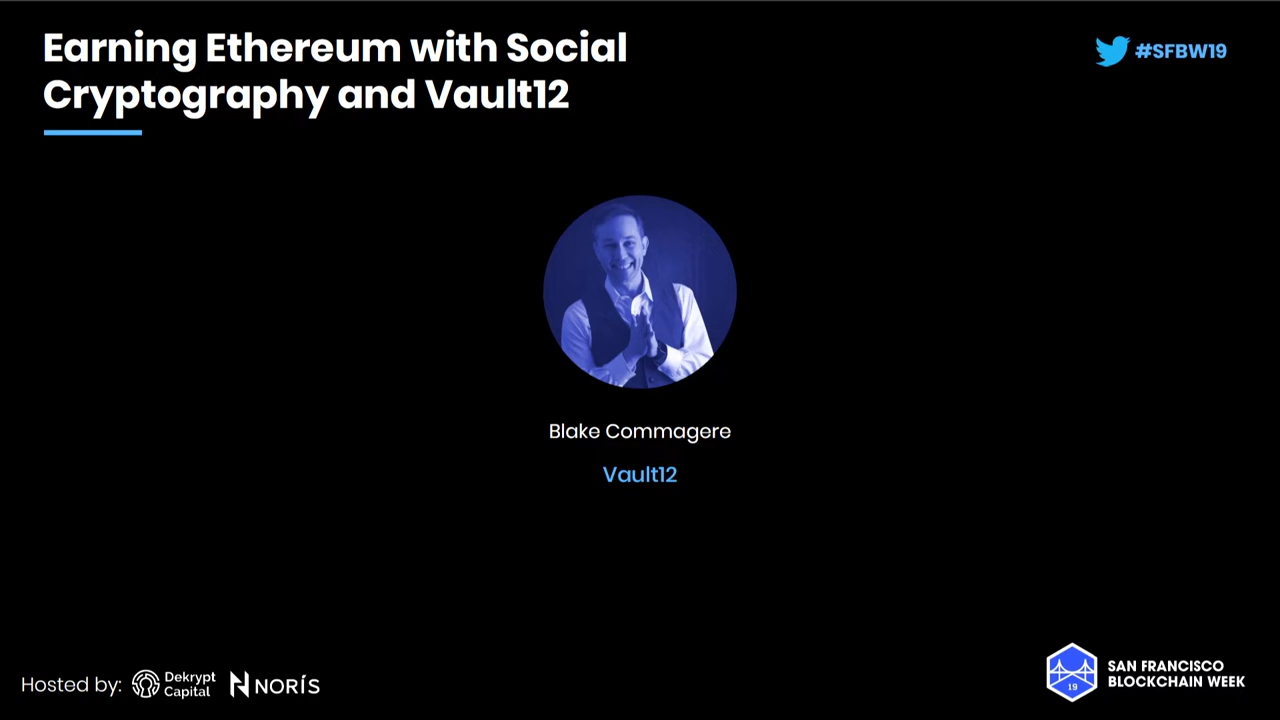 Earning Ethereum with Social
Cryptography and Vault12
#SFBW19
Blake Commagere
Vault12
Hosted by:
Dekrypt
Capital
NORÍS
19
SAN FRANCISCO
BLOCKCHAIN WEEK